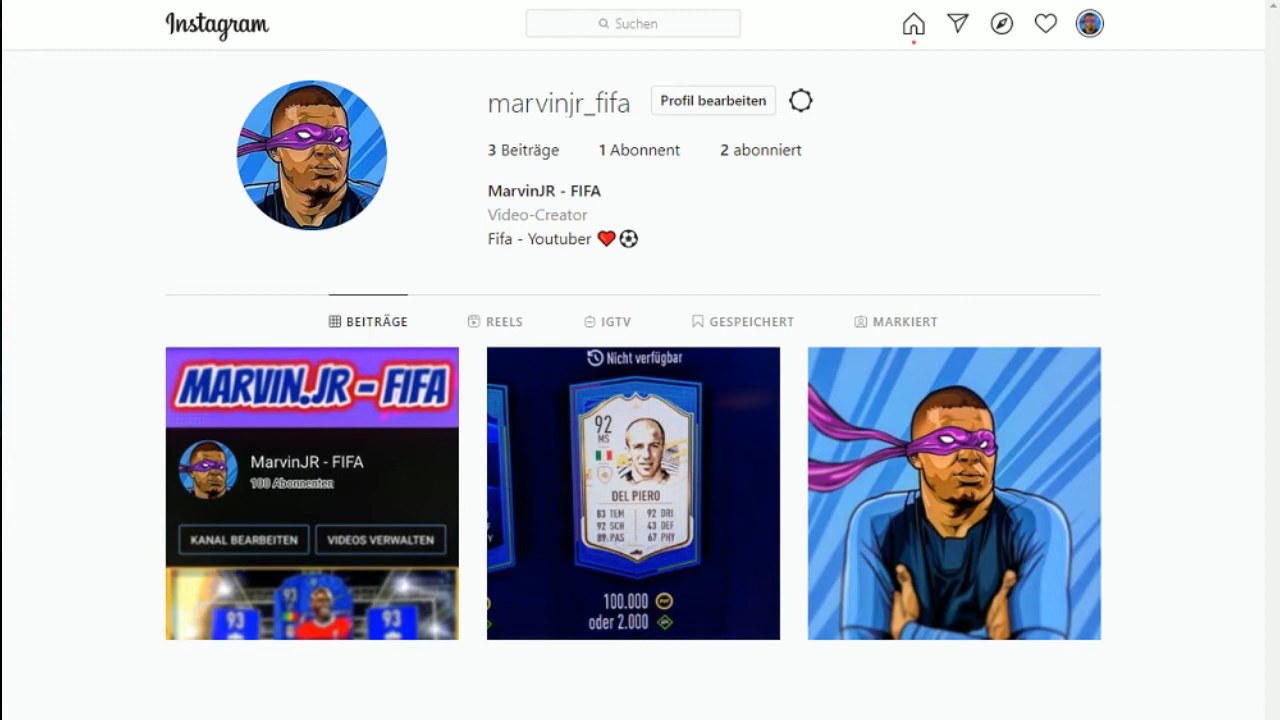 Instagram
Suchen
marvinjr_fifa
Profil bearbeiten
3 Beiträge 1 Abonnent 2 abonniert
MarvinJR - FIFA
Video-Creator
Fifa - Youtuber ❤️⚽
BEITRÄGE REELS IGTV GESPEICHERT MARKIERT
MARVIN.JR - FIFA
MarvinJR - FIFA
100 Abonnenten
KANAL BEARBEITEN VIDEOS VERWALTEN
93 93 93
Nicht verfügbar
92
MS
DEL PIERO
83 TEM 92 DRI
92 SCH 43 DEF
89 PAS 67 PHY
100.000
oder 2.000